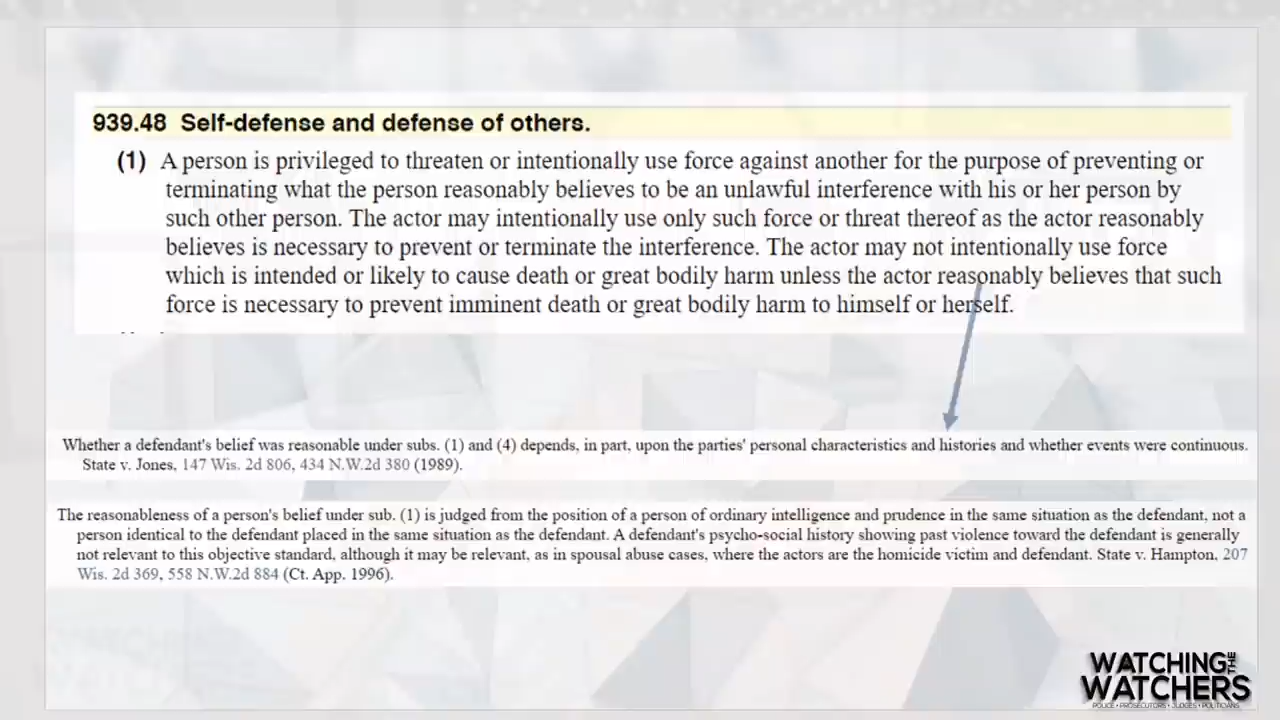 939.48 Self-defense and defense of others.
(1) A person is privileged to threaten or intentionally use force against another for the purpose of preventing or
terminating what the person reasonably believes to be an unlawful interference with his or her person by
such other person. The actor may intentionally use only such force or threat thereof as the actor reasonably
believes is necessary to prevent or terminate the interference. The actor may not intentionally use force
which is intended or likely to cause death or great bodily harm unless the actor reasonably believes that such
force is necessary to prevent imminent death or great bodily harm to himself or herself.
Whether a defendant's belief was reasonable under subs. (1) and (4) depends, in part, upon the parties' personal characteristics and histories and whether events were continuous.
State v. Jones, 147 Wis. 2d 806, 434 N.W.2d 380 (1989).
The reasonableness of a person's belief under sub. (1) is judged from the position of a person of ordinary intelligence and prudence in the same situation as the defendant, not a
person identical to the defendant placed in the same situation as the defendant. A defendant's psycho-social history showing past violence toward the defendant is generally
not relevant to this objective standard, although it may be relevant, as in spousal abuse cases, where the actors are the homicide victim and defendant. State v. Hampton, 207
Wis. 2d 369, 558 N.W.2d 884 (Ct. App. 1996).
WATCHING THE
WATCHERS
POLICE • PROSECUTORS • JUDGES • POLITICIANS